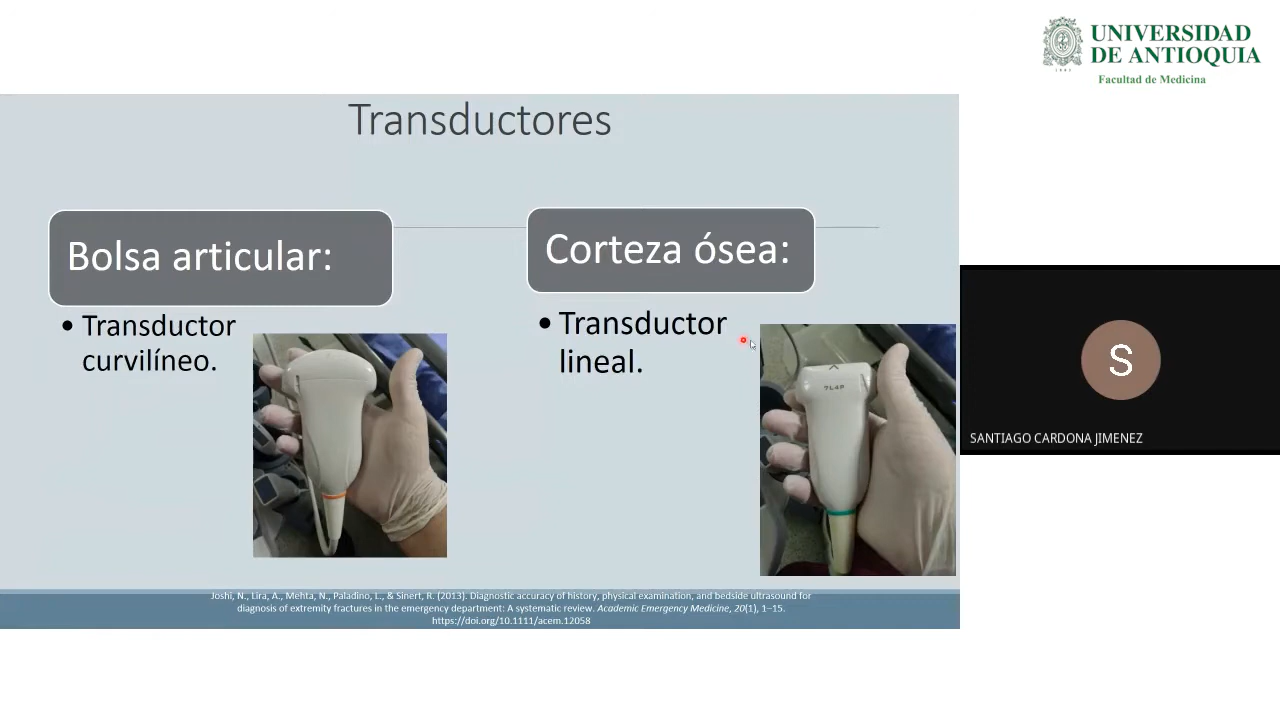 UNIVERSIDAD
DE ANTIOQUIA
1803
Facultad de Medicina
Transductores
Bolsa articular:
• Transductor
curvilíneo.
Corteza ósea:
• Transductor
lineal.
7L4P
S
SANTIAGO CARDONA JIMENEZ
Joshi, N., Lira, A., Mehta, N., Paladino, L., & Sinert, R. (2013). Diagnostic accuracy of history, physical examination, and bedside ultrasound for
diagnosis of extremity fractures in the emergency department: A systematic review. Academic Emergency Medicine, 20(1), 1–15.
https://doi.org/10.1111/acem.12058